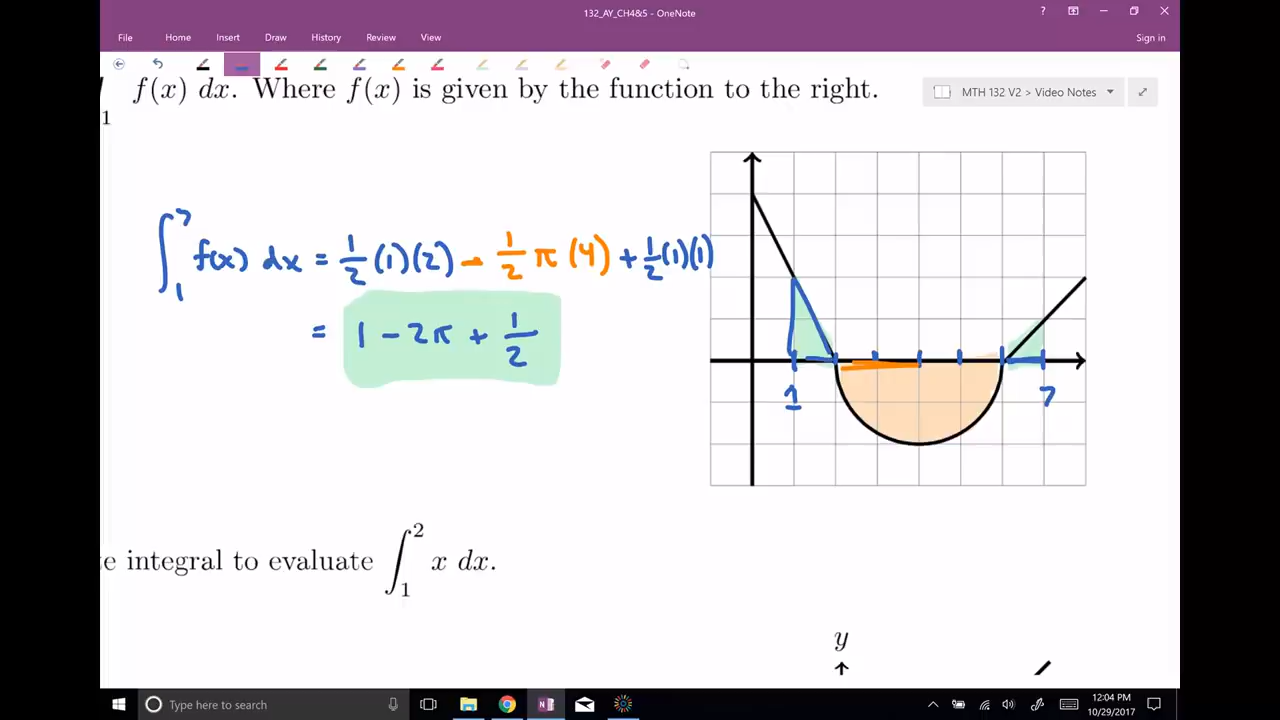 132_AY_CH4&5 - OneNote
?
File Home Insert Draw History Review View Sign in
f(x) dx. Where f(x) is given by the function to the right.
1
MTH 132 V2 > Video Notes
∫₁⁷ f(x) dx = 1/2 (1)(2) - 1/2 π (4) + 1/2 (1)(1)
= 1 - 2π + 1/2
1 7
te integral to evaluate ∫₁² x dx.
y
Type here to search
12:04 PM
10/29/2017